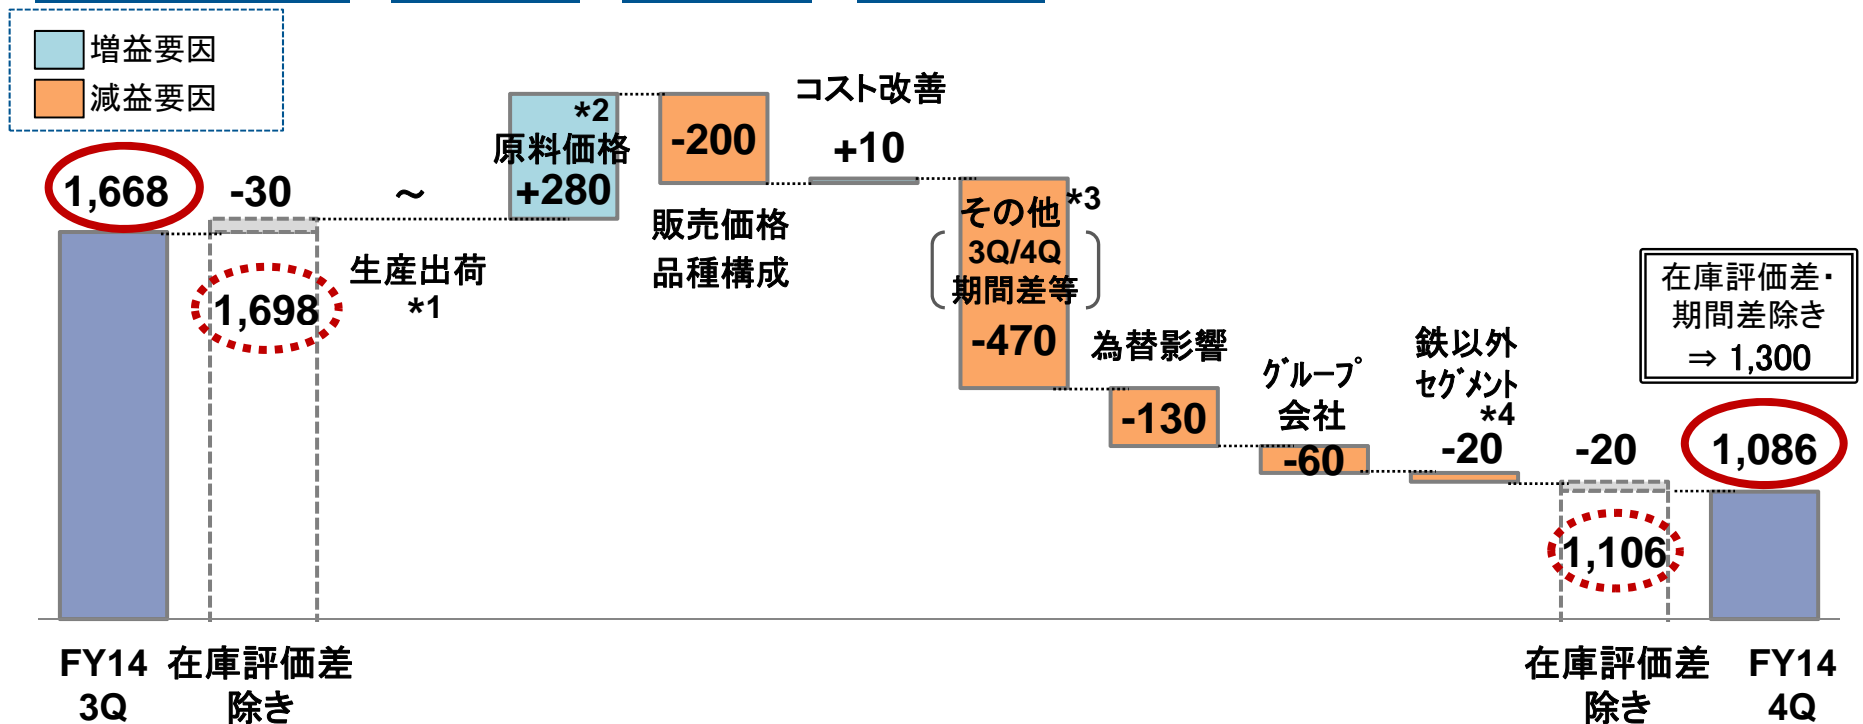 増益要因
減益要因
1,668
-30
1,698
~
生産出荷
*1
*2
原料価格
+280
-200
販売価格
品種構成
コスト改善
+10
その他 *3
3Q/4Q
期間差等
-470
為替影響
-130
グループ
会社
-60
鉄以外
セグメント
*4
-20
-20
1,106
在庫評価差・
期間差除き
⇒ 1,300
1,086
FY14
3Q
在庫評価差
除き
在庫評価差
除き
FY14
4Q